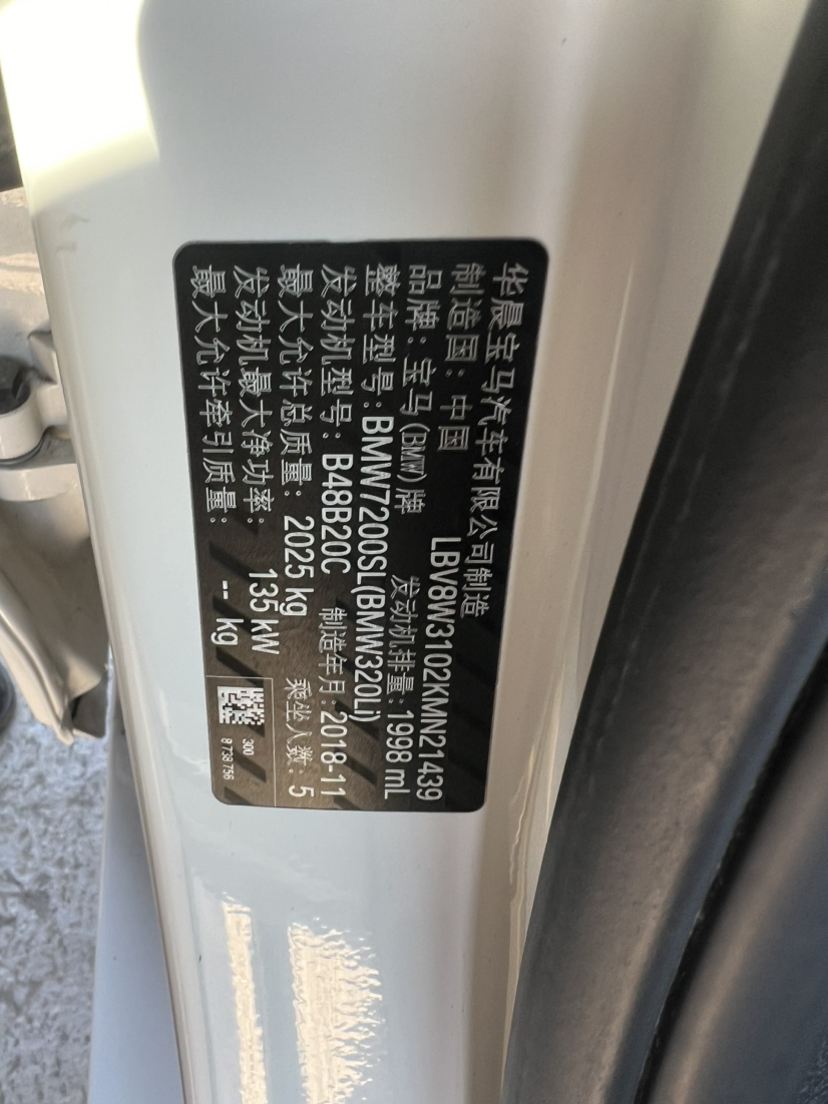 华晨宝马汽车有限公司制造
制造国：中国 LBV8W3102KMN21439
品牌：宝马(BMW)牌 发动机排量：1998 mL
整车型号：BMW7200SL(BMW320Li)
发动机型号：B48B20C 制造年月：2018-11
最大允许总质量：2025 kg 乘坐人数：5
发动机最大净功率：135 kW
最大允许牵引质量：-- kg
300
8 738 756